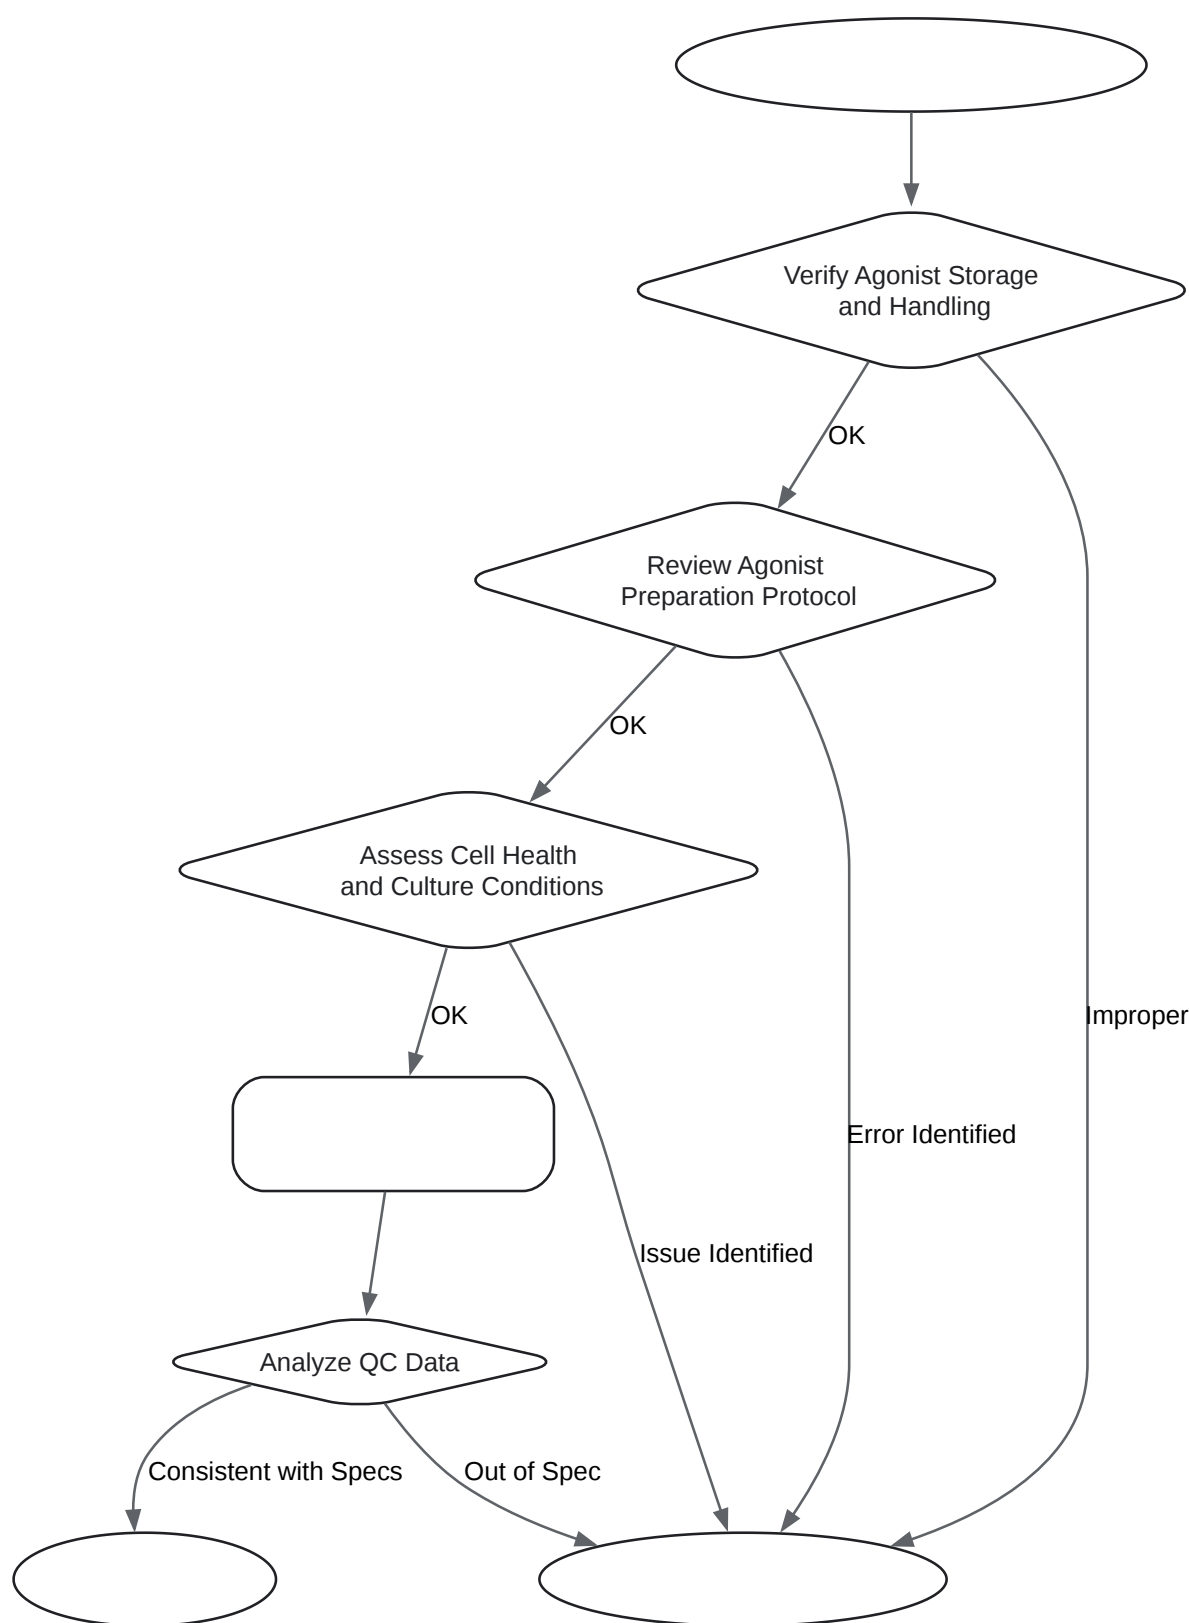 Verify Agonist Storage
and Handling
OK
Review Agonist
Preparation Protocol
OK
Assess Cell Health
and Culture Conditions
OK
Improper
Error Identified
Issue Identified
Analyze QC Data
Consistent with Specs
Out of Spec